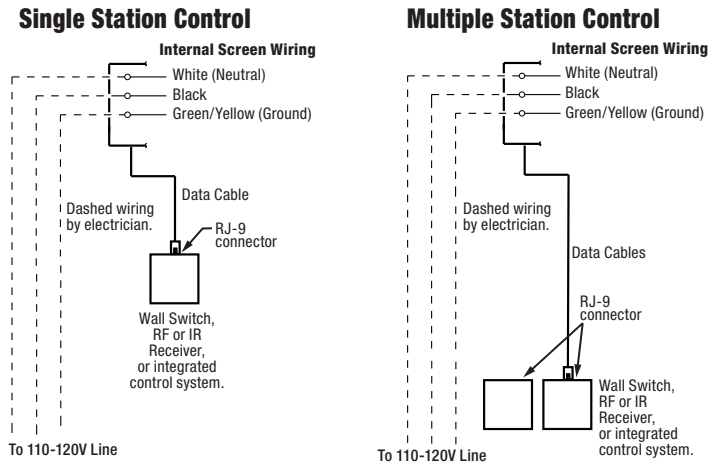 Single Station Control
Internal Screen Wiring
White (Neutral)
Black
Green/Yellow (Ground)
Data Cable
Dashed wiring
by electrician.
RJ-9
connector
Wall Switch,
RF or IR
Receiver,
or integrated
control system.
To 110-120V Line
Multiple Station Control
Internal Screen Wiring
White (Neutral)
Black
Green/Yellow (Ground)
Dashed wiring
by electrician.
Data Cables
RJ-9
connector
Wall Switch,
RF or IR
Receiver,
or integrated
control system.
To 110-120V Line